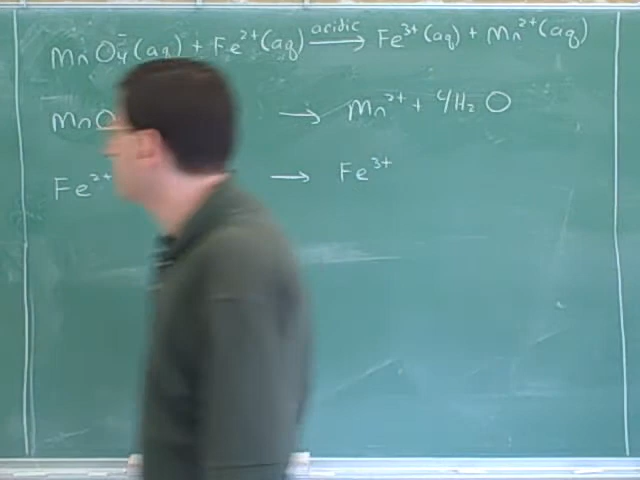 MnO₄⁻(aq) + Fe²⁺(aq) acidic→ Fe³⁺(aq) + Mn²⁺(aq)
MnO → Mn²⁺ + 4H₂O
Fe²⁺ → Fe³⁺